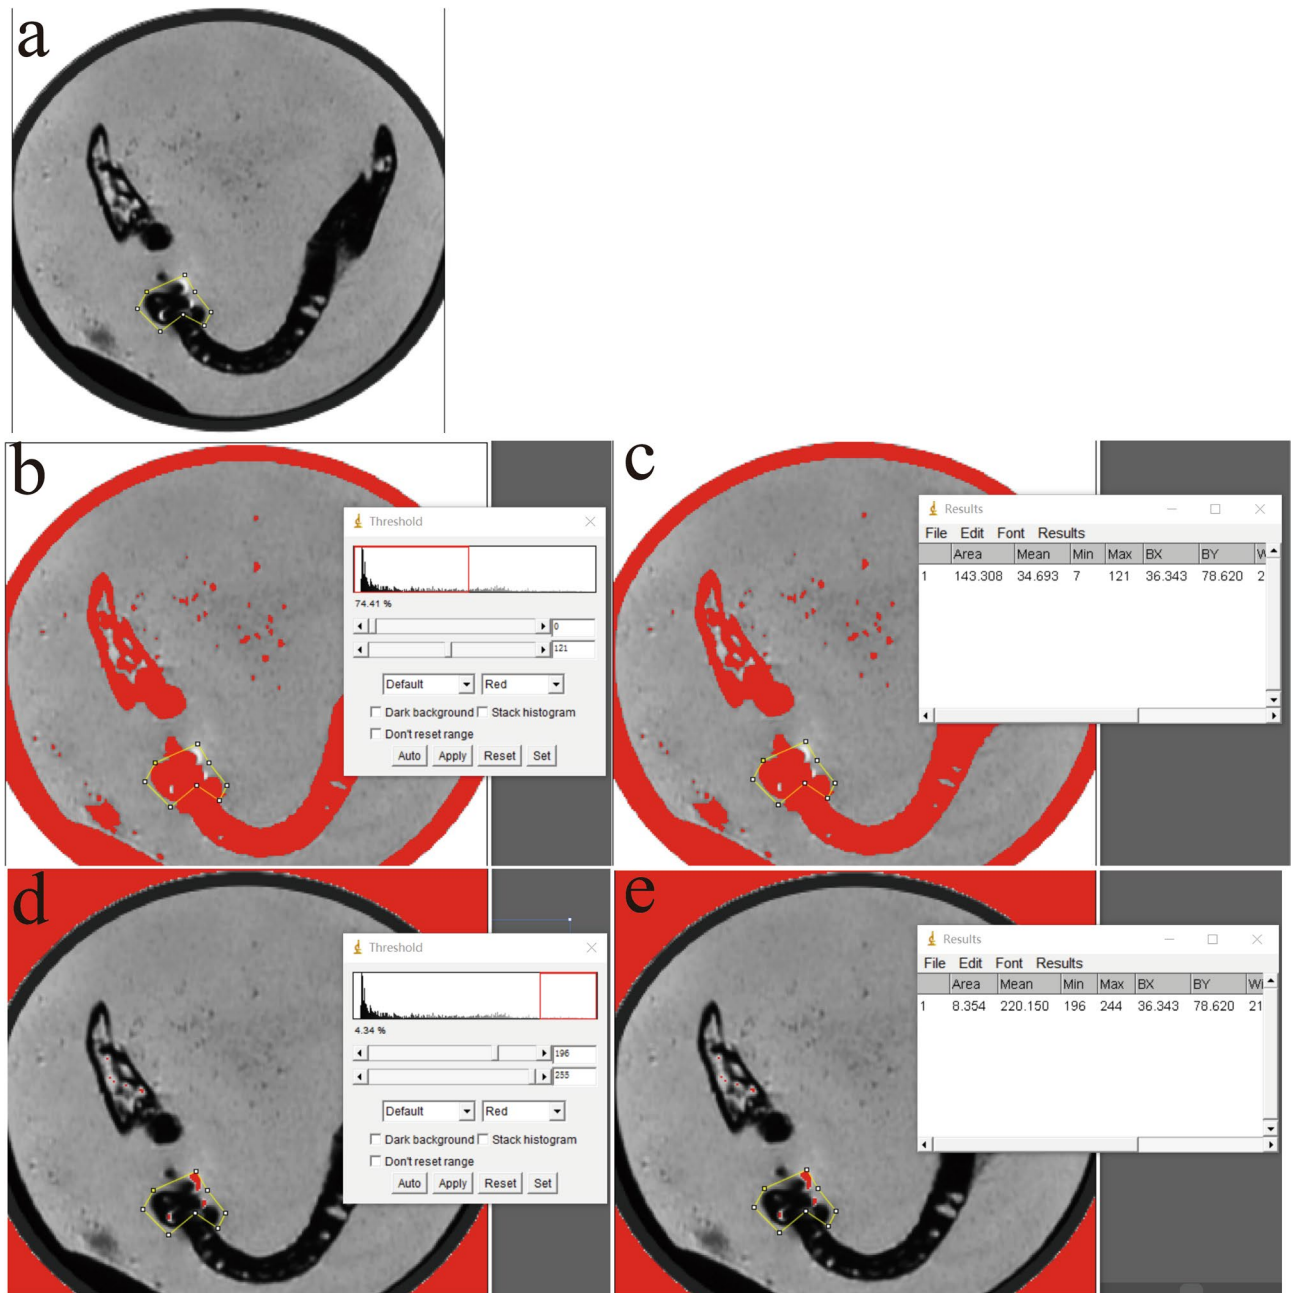 a
b
Threshold
74.41 %
0
121
Default Red
Dark background Stack histogram
Don't reset range
Auto Apply Reset Set
c
Results
File Edit Font Results
Area Mean Min Max BX BY W
1 143.308 34.693 7 121 36.343 78.620 2
d
Threshold
4.34 %
196
255
Default Red
Dark background Stack histogram
Don't reset range
Auto Apply Reset Set
e
Results
File Edit Font Results
Area Mean Min Max BX BY Wi
1 8.354 220.150 196 244 36.343 78.620 21